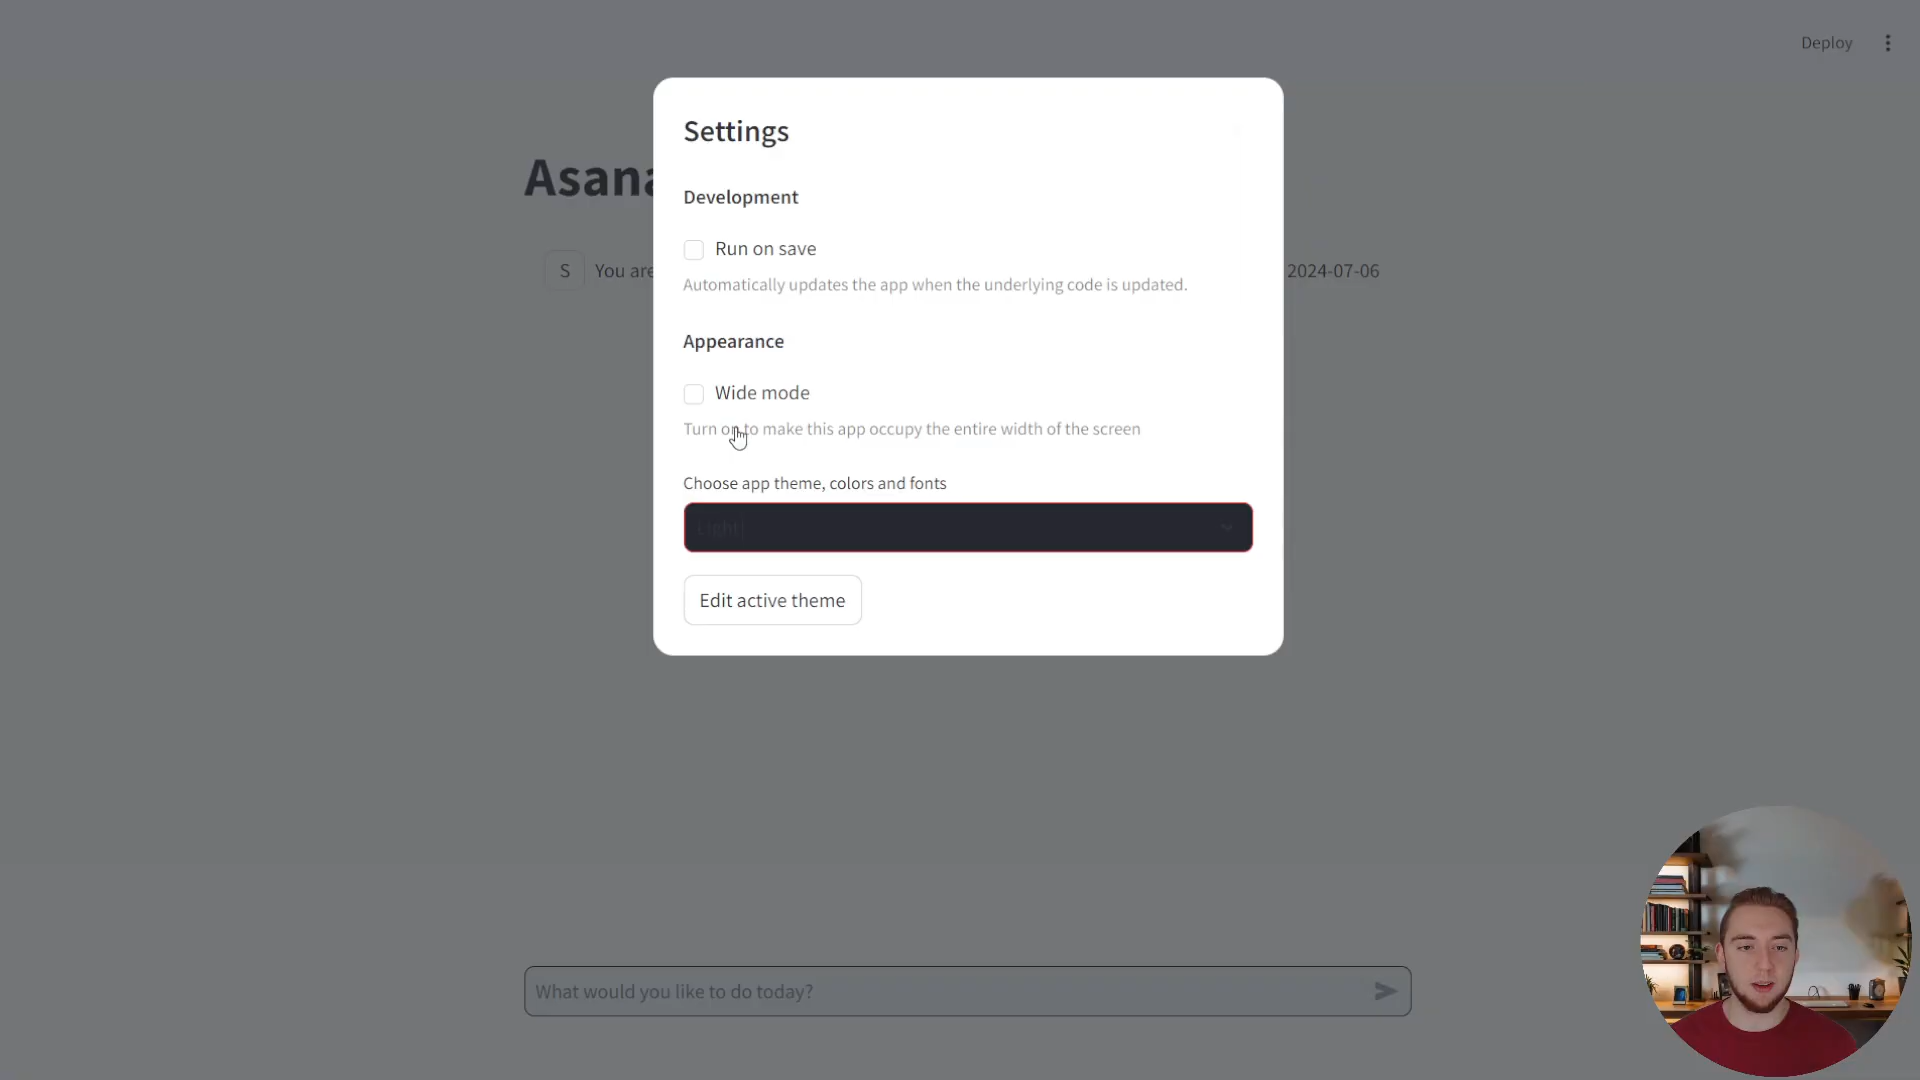 Deploy
Settings
Asana
Development
Run on save
S You are
2024-07-06
Automatically updates the app when the underlying code is updated.
Appearance
Wide mode
Turn on to make this app occupy the entire width of the screen
Choose app theme, colors and fonts
Light
Edit active theme
What would you like to do today?